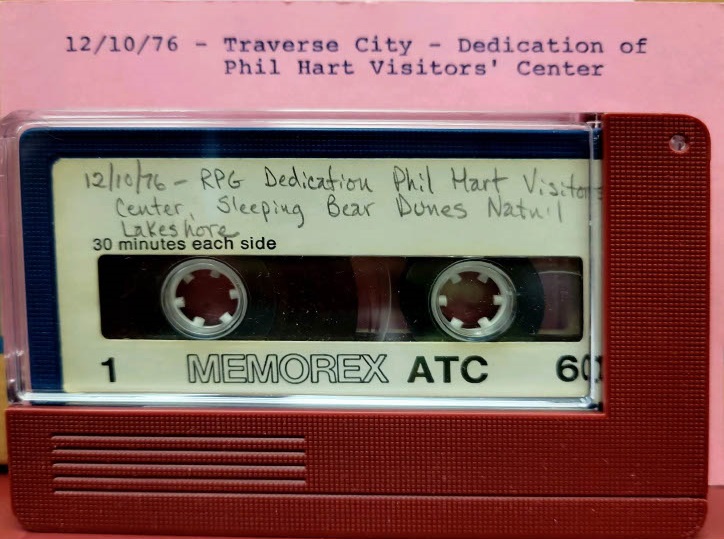 12/10/76 - Traverse City - Dedication of
Phil Hart Visitors' Center
12/10/76 - RPG Dedication Phil Hart Visitors
Center, Sleeping Bear Dunes Nat'n'l
Lakeshore
30 minutes each side
1 MEMOREX ATC 60